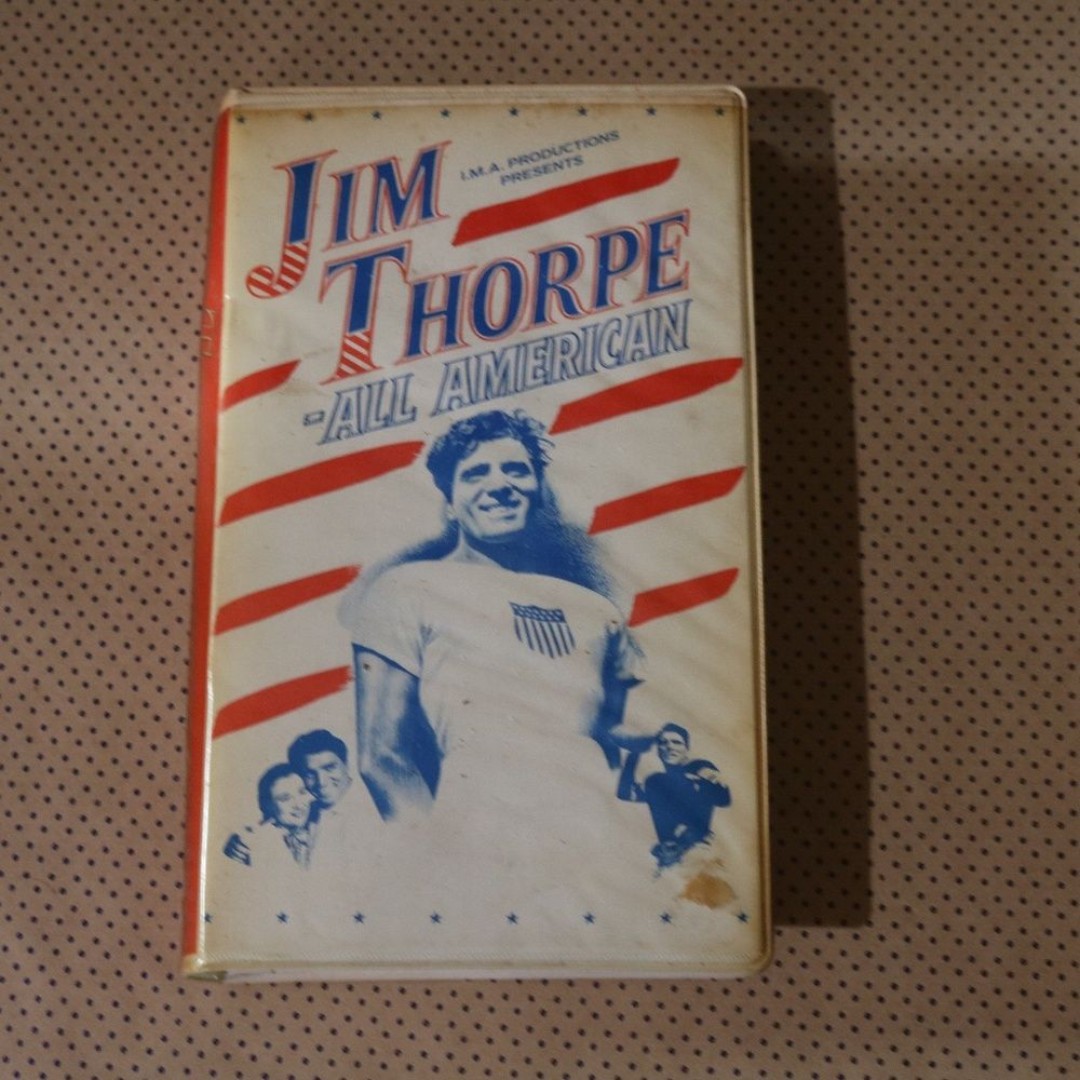 I.M.A. PRODUCTIONS
PRESENTS
JIM
THORPE
-ALL AMERICAN